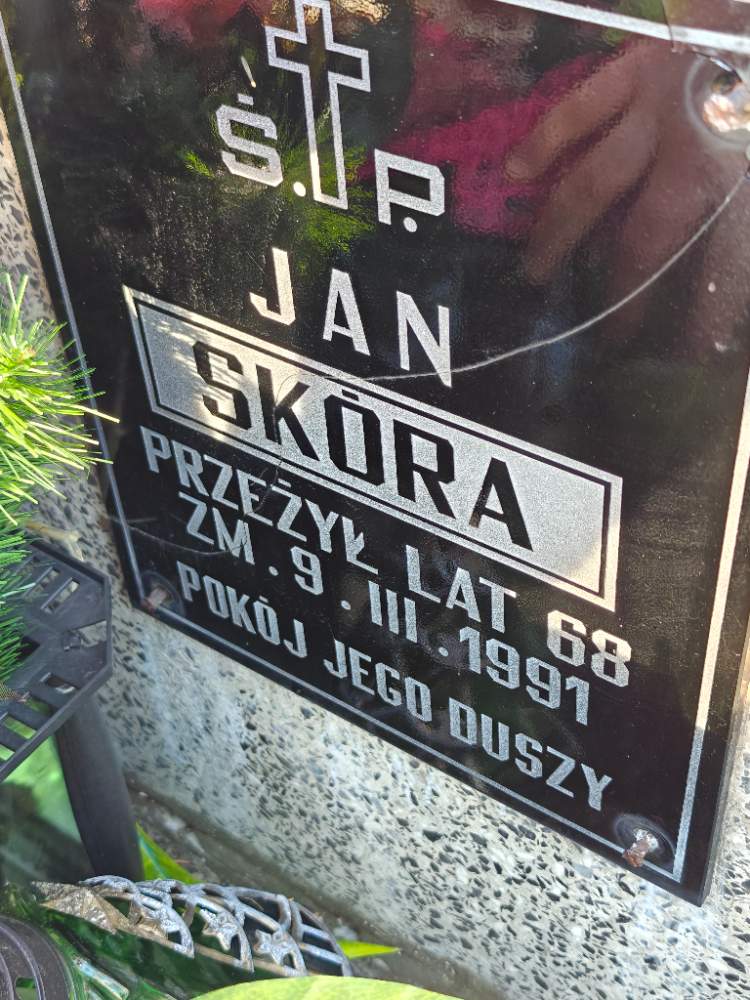 Ś. P.
JAN
SKÓRA
PRZEŻYŁ LAT 68
ZM. 9. III. 1991
POKÓJ JEGO DUSZY